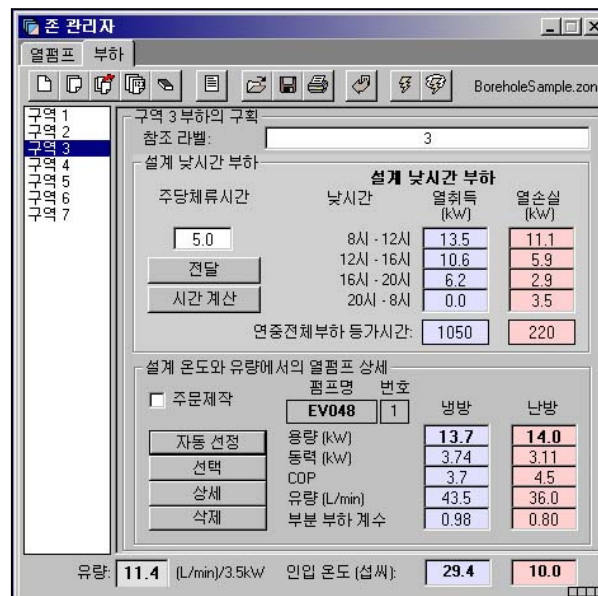 존 관리자
열펌프 부하
BoreholeSample.zon
구역 1
구역 2
구역 3
구역 4
구역 5
구역 6
구역 7
구역 3 부하의 구획
참조 라벨: 3
설계 낮시간 부하
설계 낮시간 부하
주당체류시간 낮시간 열취득 열손실
(kW) (kW)
5.0
전달
시간 계산
8시 - 12시 13.5 11.1
12시 - 16시 10.6 5.9
16시 - 20시 6.2 2.9
20시 - 8시 0.0 3.5
연중전체부하 등가시간: 1050 220
설계 온도와 유량에서의 열펌프 상세
주문제작
펌프명 번호
EV048 1
냉방 난방
자동 선정
선택
상세
삭제
용량 (kW) 13.7 14.0
동력 (kW) 3.74 3.11
COP 3.7 4.5
유량 (L/min) 43.5 36.0
부분 부하 계수 0.98 0.80
유량: 11.4 (L/min)/3.5kW 인입 온도 (섭씨): 29.4 10.0